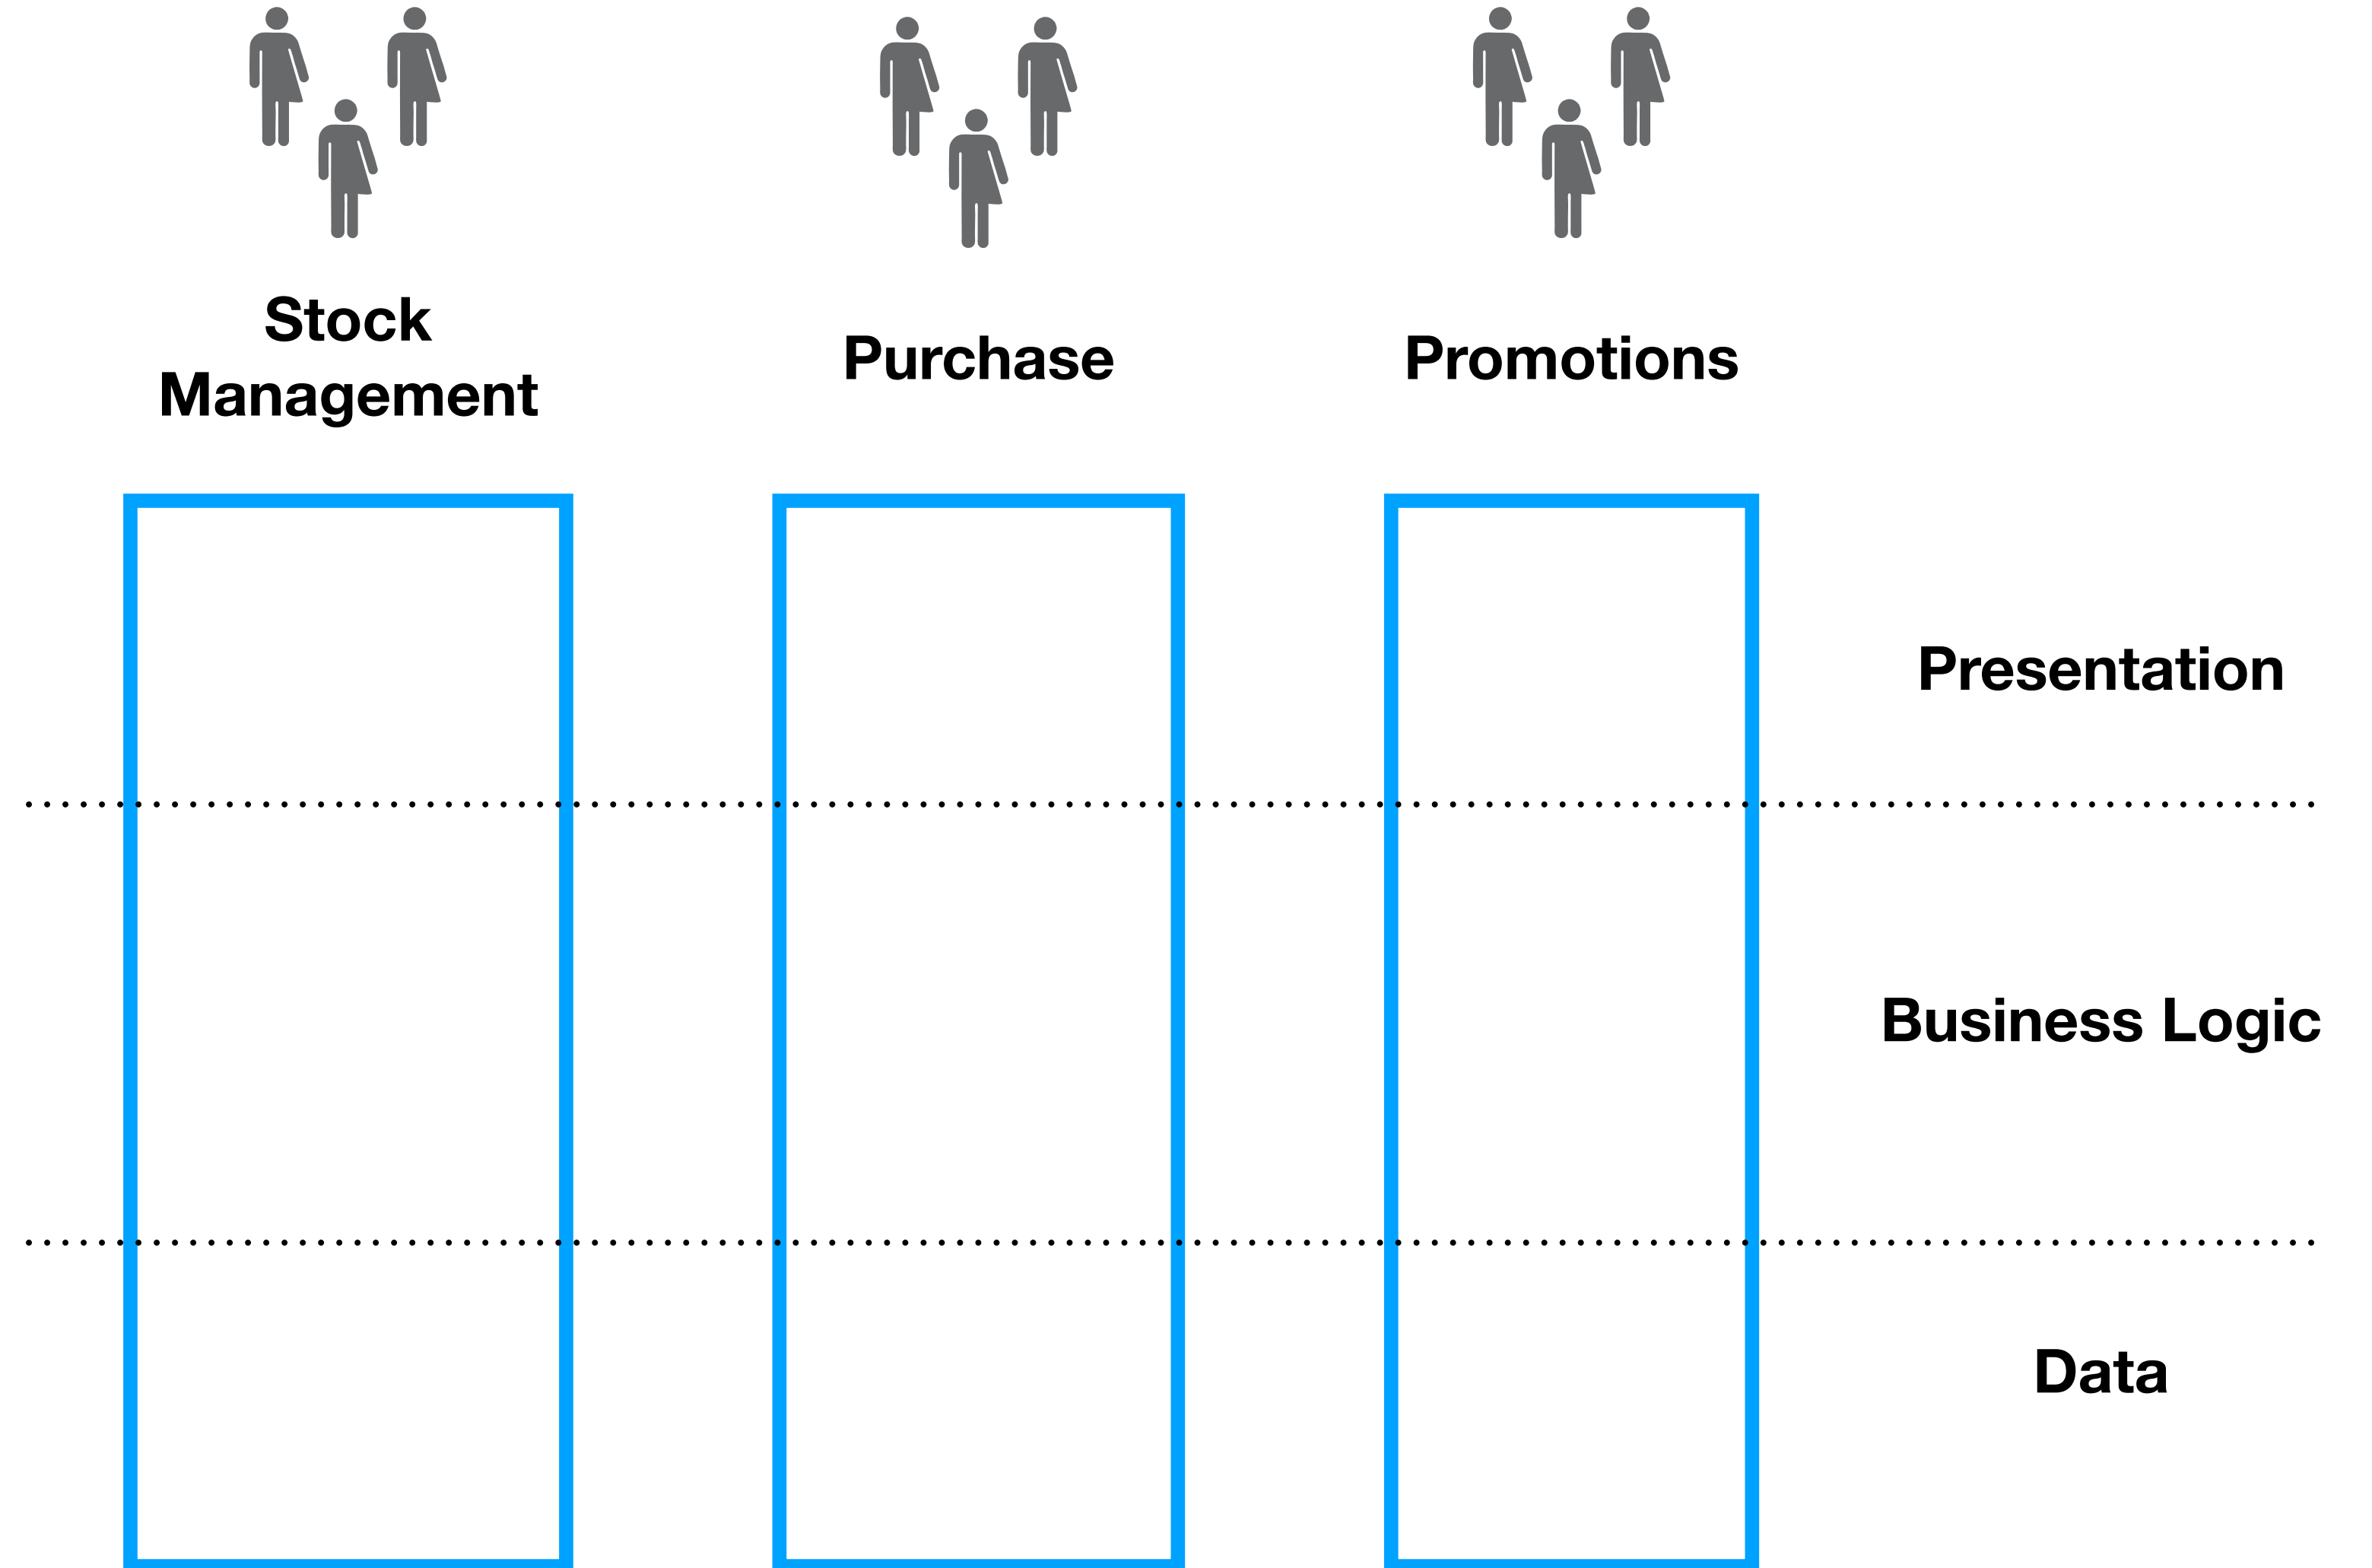 Stock
Management
Purchase
Promotions
Presentation
Business Logic
Data